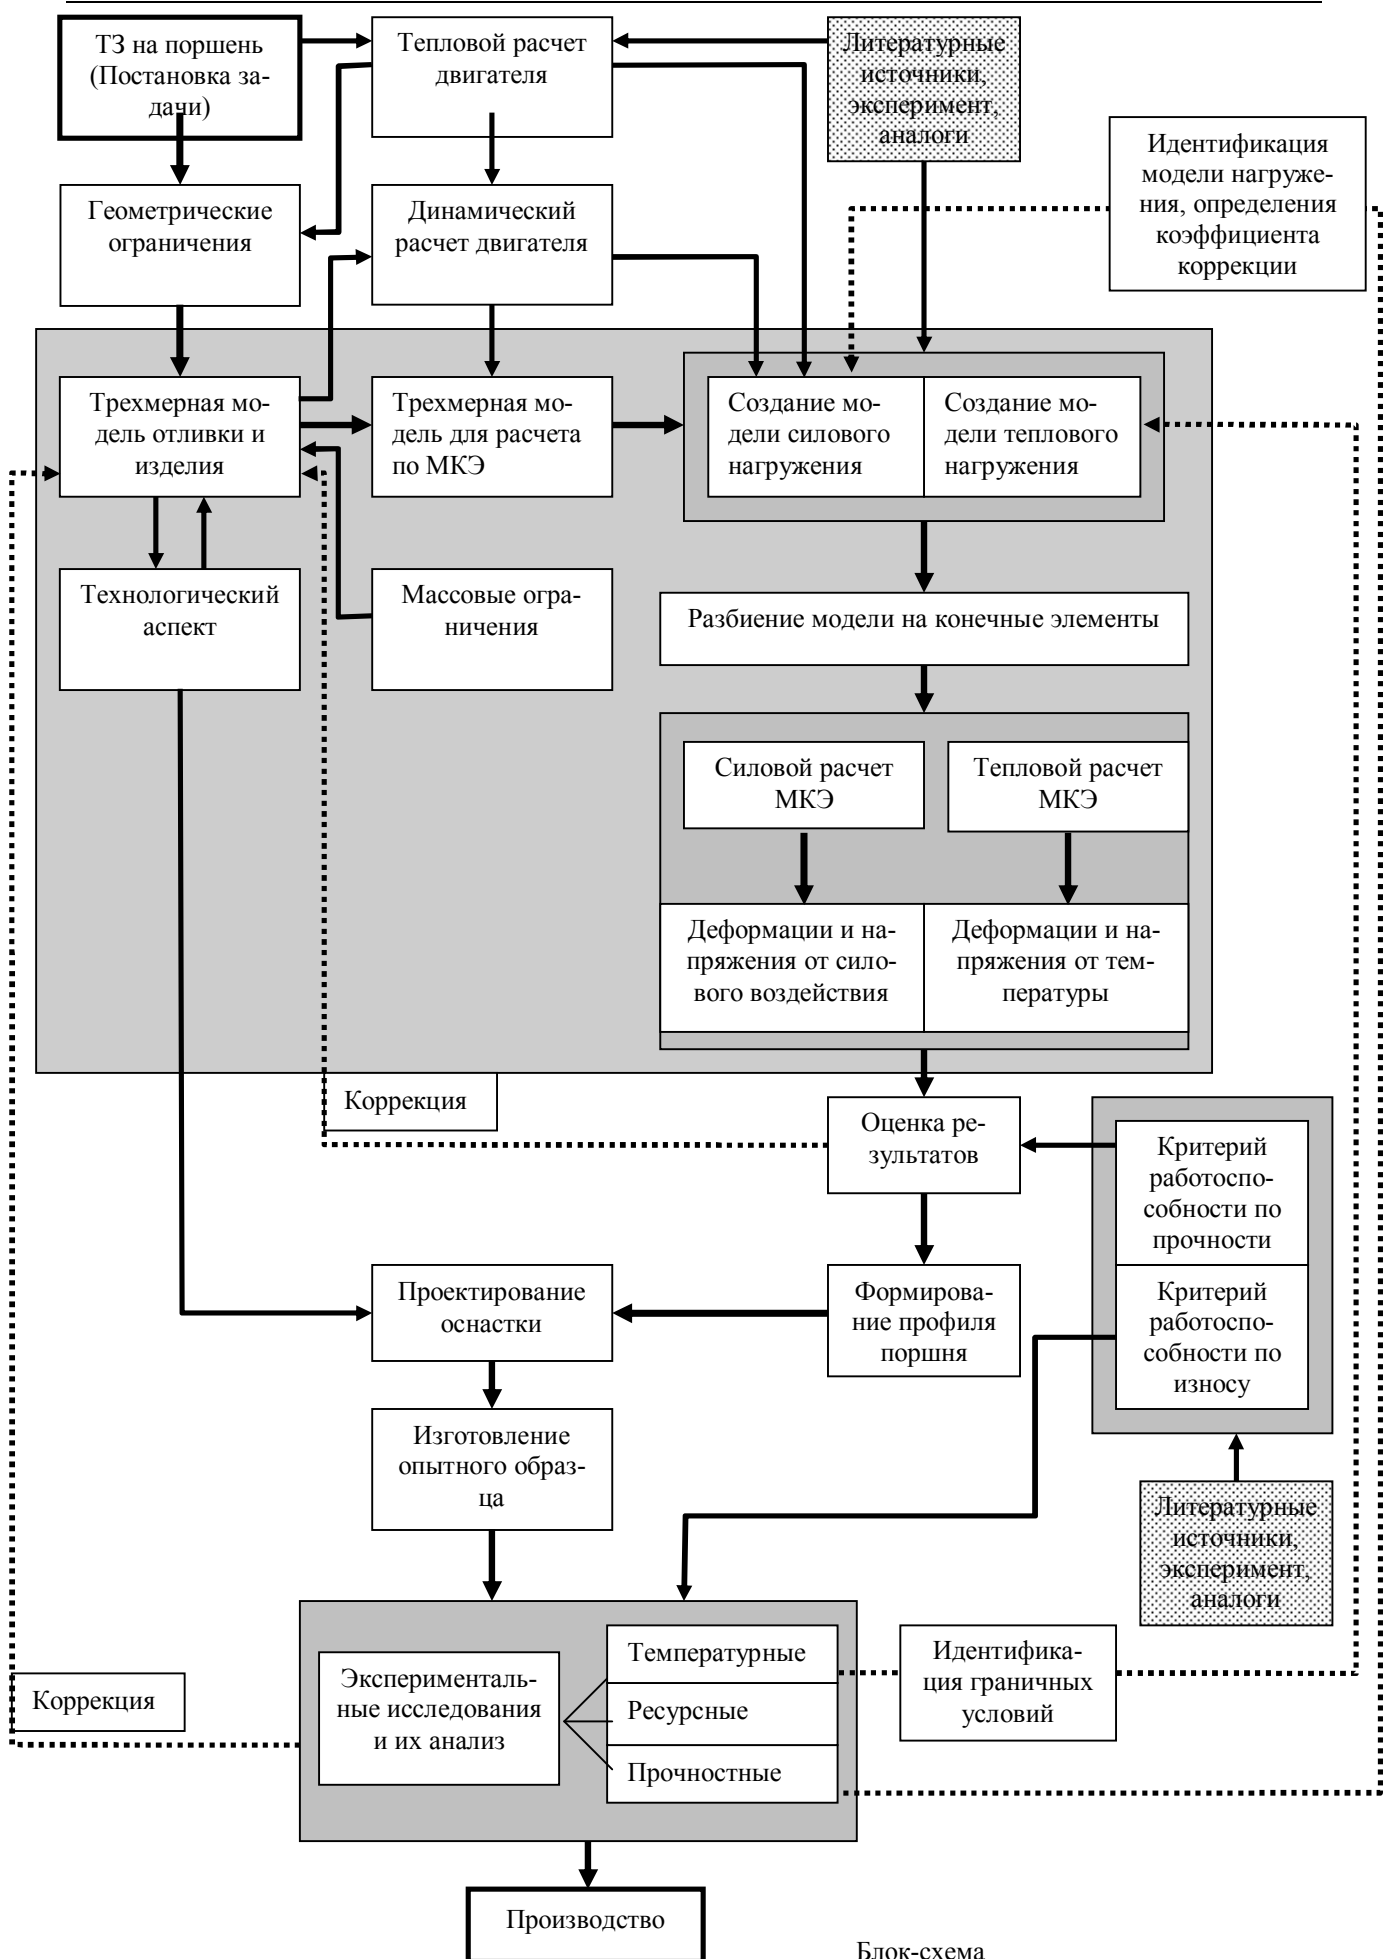 ТЗ на поршень
(Постановка за-
дачи)
Тепловой расчет
двигателя
Литературные
источники,
эксперимент,
аналоги
Идентификация
модели нагруже-
ния, определения
коэффициента
коррекции
Геометрические
ограничения
Динамический
расчет двигателя
Трехмерная мо-
дель отливки и
изделия
Трехмерная мо-
дель для расчета
по МКЭ
Создание мо-
дели силового
нагружения
Создание мо-
дели теплового
нагружения
Технологический
аспект
Массовые огра-
ничения
Разбиение модели на конечные элементы
Силовой расчет
МКЭ
Тепловой расчет
МКЭ
Деформации и на-
пряжения от сило-
вого воздействия
Деформации и на-
пряжения от тем-
пературы
Коррекция
Оценка ре-
зультатов
Критерий
работоспо-
собности по
прочности
Проектирование
оснастки
Формирова-
ние профиля
поршня
Критерий
работоспо-
собности по
износу
Изготовление
опытного образ-
ца
Литературные
источники,
эксперимент,
аналоги
Коррекция
Эксперименталь-
ные исследования
и их анализ
Температурные
Ресурсные
Прочностные
Идентифика-
ция граничных
условий
Производство
Блок-схема